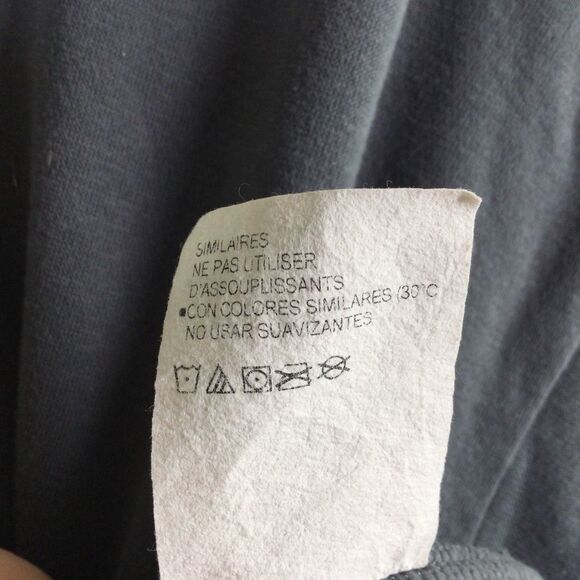 SIMILAIRES
NE PAS UTILISER
D'ASSOUPLISSANTS
•CON COLORES SIMILARES (30°C
NO USAR SUAVIZANTES